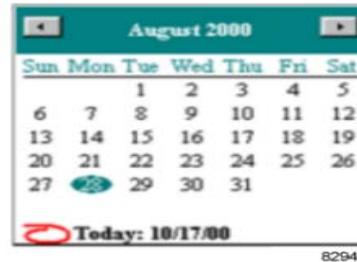 August 2000
Sun Mon Tue Wed Thu Fri Sat
1 2 3 4 5
6 7 8 9 10 11 12
13 14 15 16 17 18 19
20 21 22 23 24 25 26
27 28 29 30 31
Today: 10/17/00
8294